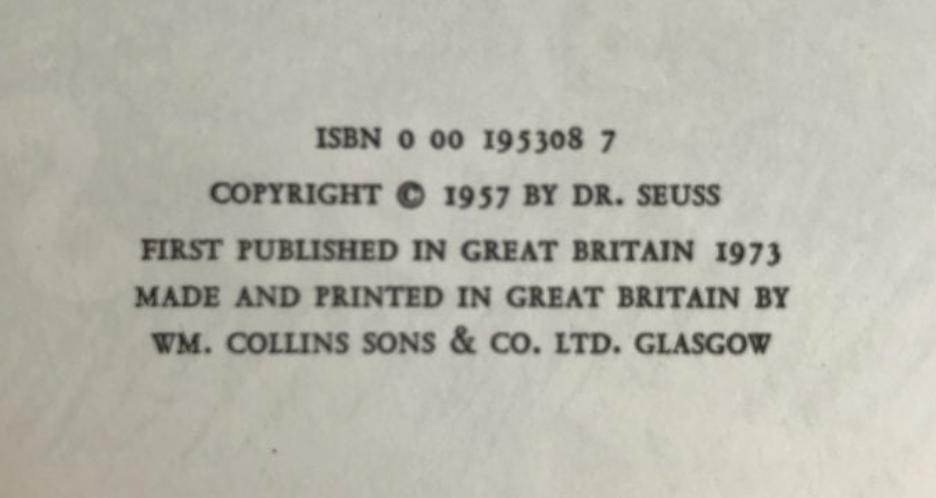 ISBN 0 00 195308 7
COPYRIGHT © 1957 BY DR. SEUSS
FIRST PUBLISHED IN GREAT BRITAIN 1973
MADE AND PRINTED IN GREAT BRITAIN BY
WM. COLLINS SONS & CO. LTD. GLASGOW